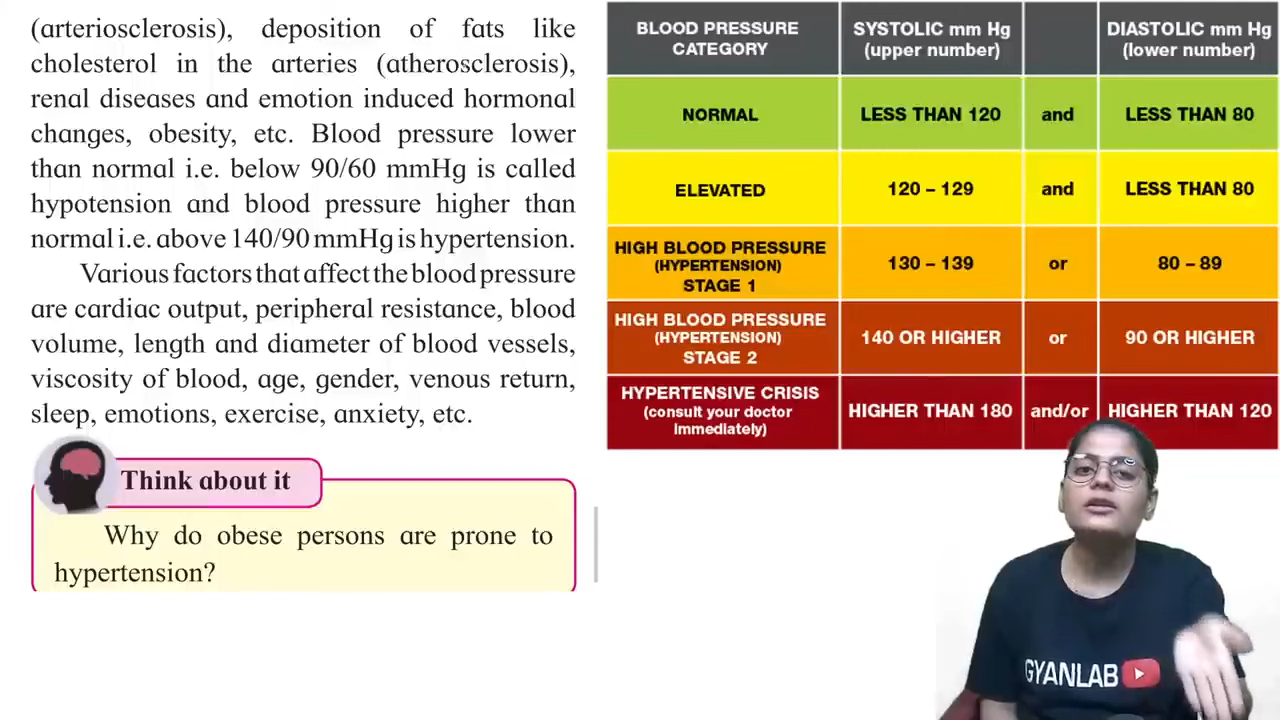 (arteriosclerosis), deposition of fats like
cholesterol in the arteries (atherosclerosis),
renal diseases and emotion induced hormonal
changes, obesity, etc. Blood pressure lower
than normal i.e. below 90/60 mmHg is called
hypotension and blood pressure higher than
normal i.e. above 140/90 mmHg is hypertension.
Various factors that affect the blood pressure
are cardiac output, peripheral resistance, blood
volume, length and diameter of blood vessels,
viscosity of blood, age, gender, venous return,
sleep, emotions, exercise, anxiety, etc.
Think about it
Why do obese persons are prone to
hypertension?
BLOOD PRESSURE
CATEGORY
SYSTOLIC mm Hg
(upper number)
DIASTOLIC mm Hg
(lower number)
NORMAL
LESS THAN 120
and
LESS THAN 80
ELEVATED
120 – 129
and
LESS THAN 80
HIGH BLOOD PRESSURE
(HYPERTENSION)
STAGE 1
130 – 139
or
80 – 89
HIGH BLOOD PRESSURE
(HYPERTENSION)
STAGE 2
140 OR HIGHER
or
90 OR HIGHER
HYPERTENSIVE CRISIS
(consult your doctor
immediately)
HIGHER THAN 180
and/or
HIGHER THAN 120
GYANLAB